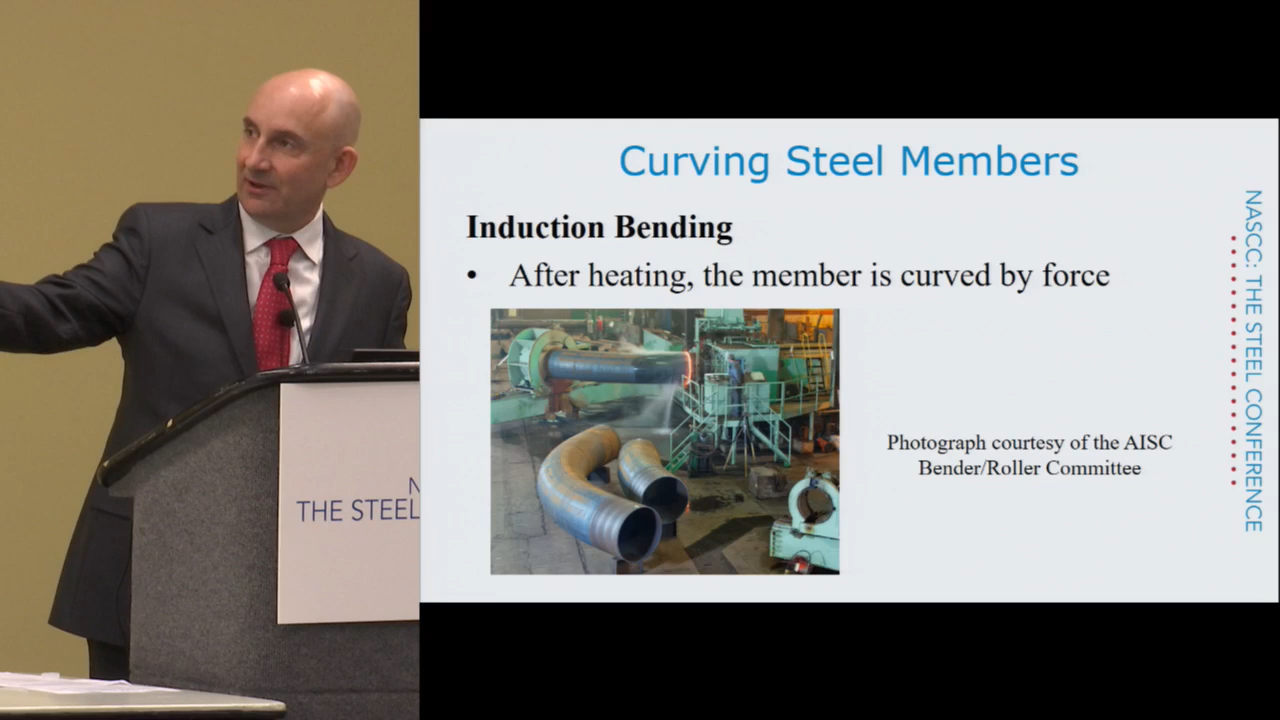 Curving Steel Members
Induction Bending
• After heating, the member is curved by force
Photograph courtesy of the AISC
Bender/Roller Committee
NASCC: THE STEEL CONFERENCE
N
THE STEEL